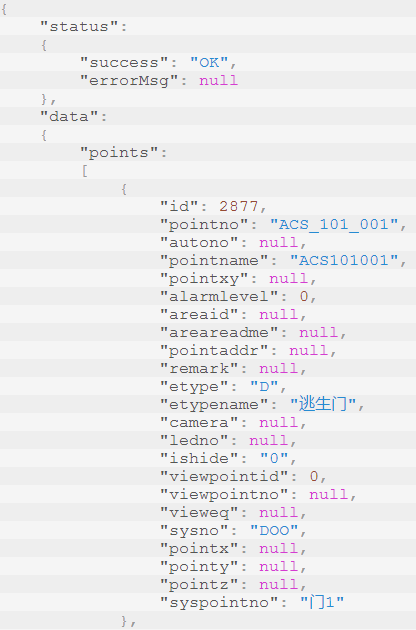 {
"status":
{
"success": "OK",
"errorMsg": null
},
"data":
{
"points":
[
{
"id": 2877,
"pointno": "ACS_101_001",
"autono": null,
"pointname": "ACS101001",
"pointxy": null,
"alarmlevel": 0,
"areaid": null,
"areareadme": null,
"pointaddr": null,
"remark": null,
"etype": "D",
"etypename": "逃生门",
"camera": null,
"ledno": null,
"ishide": "0",
"viewpointid": 0,
"viewpointno": null,
"vieweq": null,
"sysno": "DOO",
"pointx": null,
"pointy": null,
"pointz": null,
"syspointno": "门1"
},